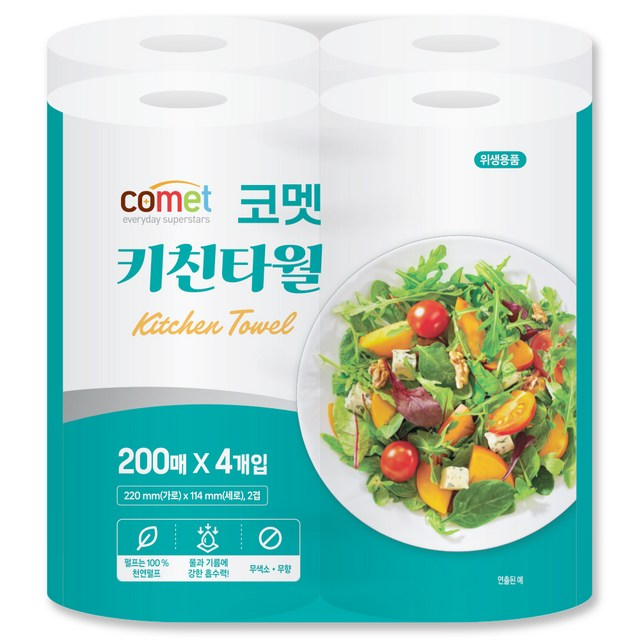 위생용품
comet 코멧
everyday superstars
키친타월
Kitchen Towel
200매 X 4개입
220 mm(가로) x 114 mm(세로), 2겹
펄프는 100%
천연펄프
물과 기름에
강한 흡수력!
무색소 · 무향
연출된 예